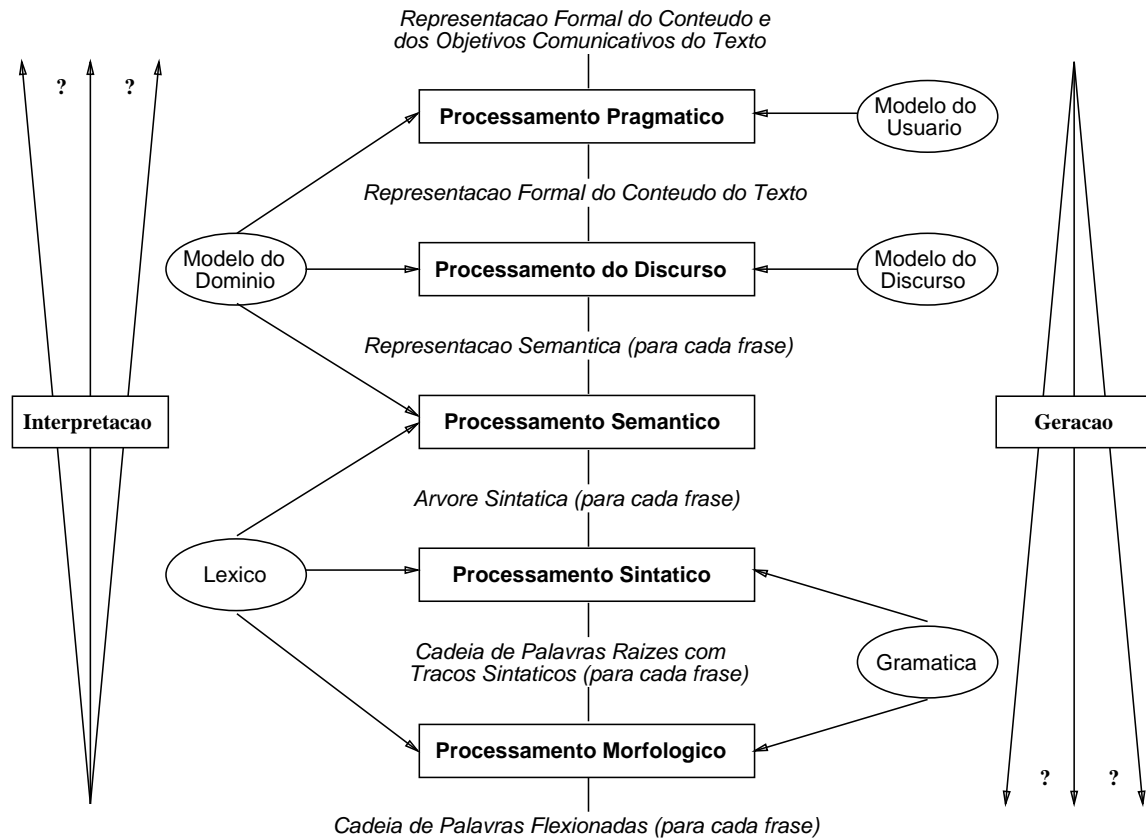 Representacao Formal do Conteudo e
dos Objetivos Comunicativos do Texto
? ?
Processamento Pragmatico
Modelo do
Usuario
Representacao Formal do Conteudo do Texto
Modelo do
Dominio
Processamento do Discurso
Modelo do
Discurso
Representacao Semantica (para cada frase)
Interpretacao
Processamento Semantico
Geracao
Arvore Sintatica (para cada frase)
Lexico
Processamento Sintatico
Cadeia de Palavras Raizes com
Tracos Sintaticos (para cada frase)
Gramatica
Processamento Morfologico
? ?
Cadeia de Palavras Flexionadas (para cada frase)